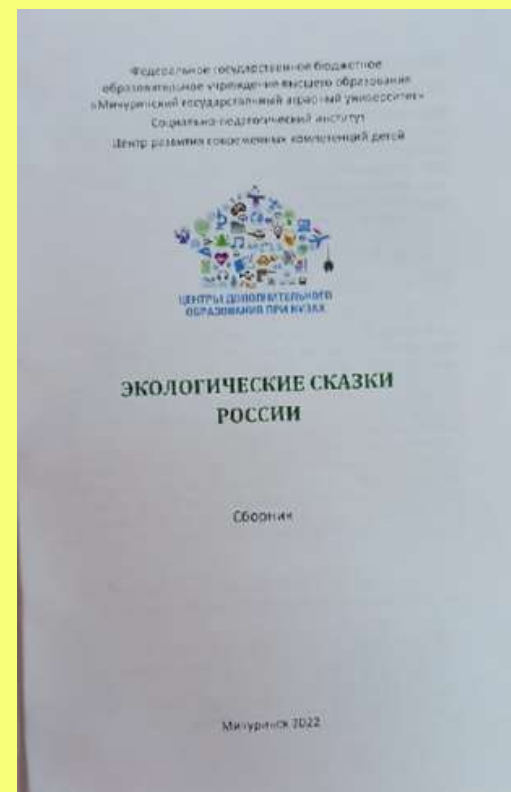 Федеральное государственное бюджетное
образовательное учреждение высшего образования
«Мичуринский государственный аграрный университет»
Социально-педагогический институт
Центр развития современных компетенций детей
ЦЕНТРЫ ДОПОЛНИТЕЛЬНОГО
ОБРАЗОВАНИЯ ПРИ ВУЗАХ
ЭКОЛОГИЧЕСКИЕ СКАЗКИ
РОССИИ
Сборник
Мичуринск 2022